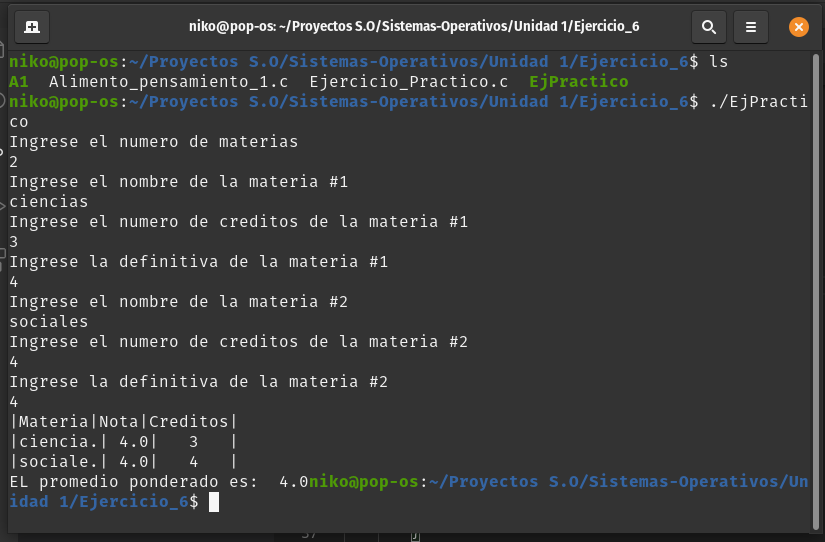 niko@pop-os: ~/Proyectos S.O/Sistemas-Operativos/Unidad 1/Ejercicio_6
niko@pop-os:~/Proyectos S.O/Sistemas-Operativos/Unidad 1/Ejercicio_6$ ls
A1  Alimento_pensamiento_1.c  Ejercicio_Practico.c  EjPractico
niko@pop-os:~/Proyectos S.O/Sistemas-Operativos/Unidad 1/Ejercicio_6$ ./EjPracti
co
Ingrese el numero de materias
2
Ingrese el nombre de la materia #1
ciencias
Ingrese el numero de creditos de la materia #1
3
Ingrese la definitiva de la materia #1
4
Ingrese el nombre de la materia #2
sociales
Ingrese el numero de creditos de la materia #2
4
Ingrese la definitiva de la materia #2
4
|Materia|Nota|Creditos|
|ciencia.| 4.0|   3   |
|sociale.| 4.0|   4   |
EL promedio ponderado es:  4.0niko@pop-os:~/Proyectos S.O/Sistemas-Operativos/Un
idad 1/Ejercicio_6$